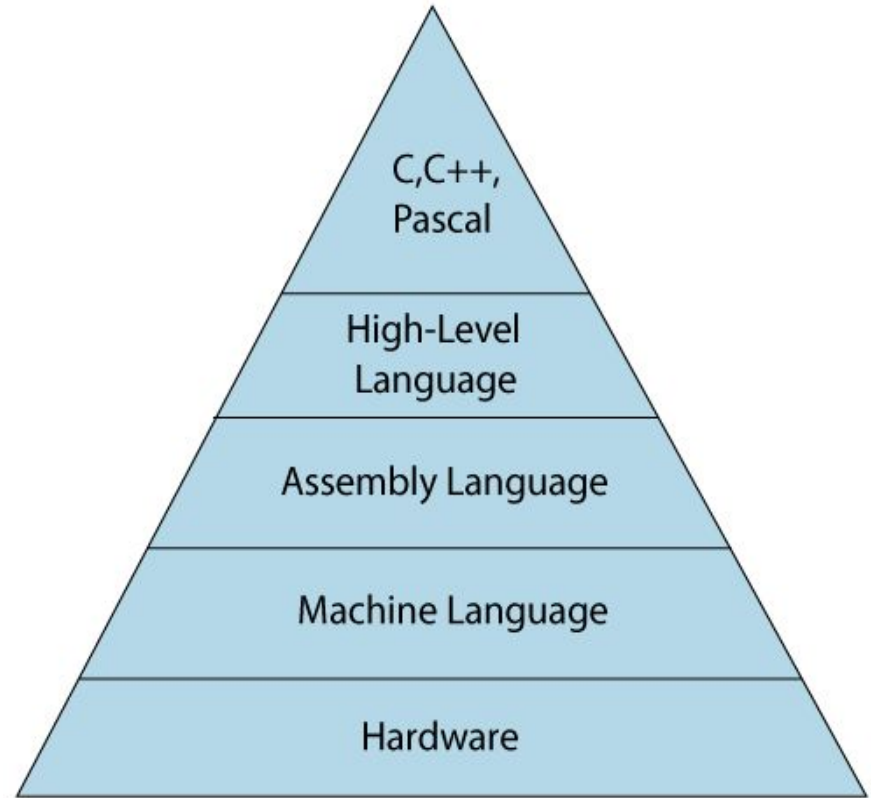 C,C++,
Pascal
High-Level
Language
Assembly Language
Machine Language
Hardware